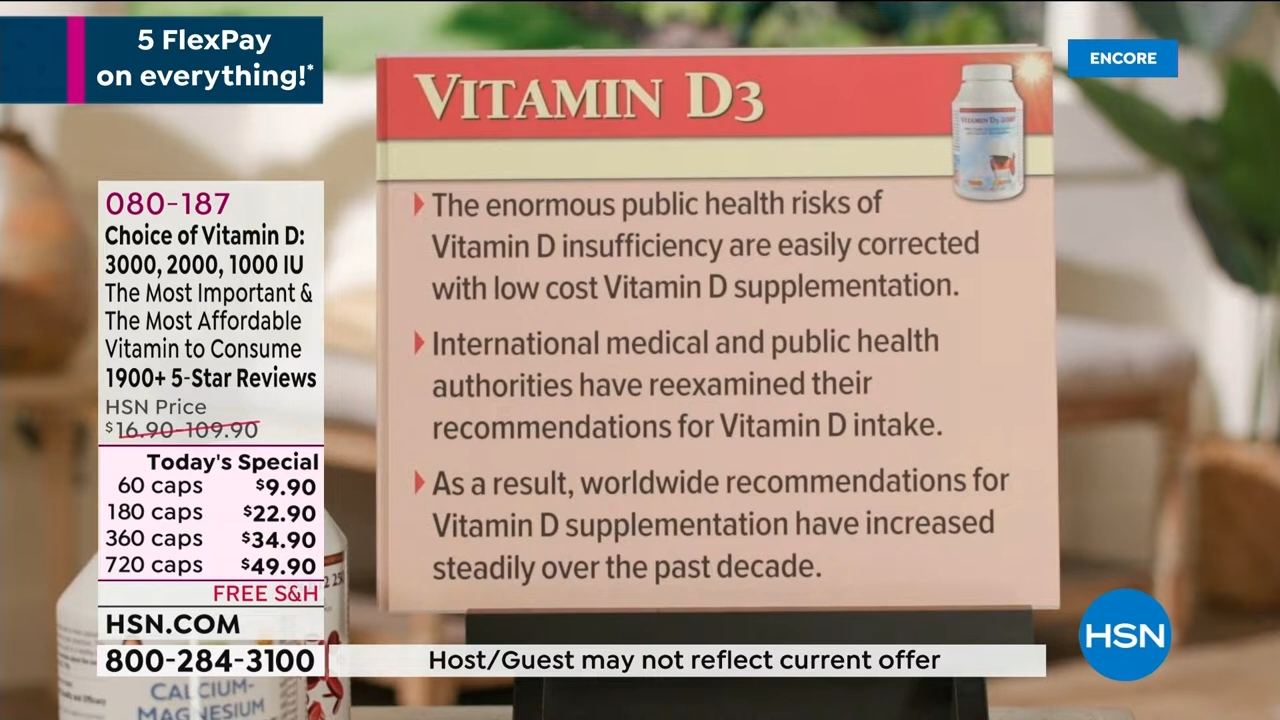 5 FlexPay
on everything!*
ENCORE
VITAMIN D3
VITAMIN D3
080-187
Choice of Vitamin D:
3000, 2000, 1000 IU
The Most Important &
The Most Affordable
Vitamin to Consume
1900+ 5-Star Reviews
HSN Price
$16.90-109.90
Today's Special
60 caps $9.90
180 caps $22.90
360 caps $34.90
720 caps $49.90
FREE S&H
HSN.COM
800-284-3100
The enormous public health risks of
Vitamin D insufficiency are easily corrected
with low cost Vitamin D supplementation.
International medical and public health
authorities have reexamined their
recommendations for Vitamin D intake.
As a result, worldwide recommendations for
Vitamin D supplementation have increased
steadily over the past decade.
HSN
Host/Guest may not reflect current offer
CALCIUM-
MAGNESIUM